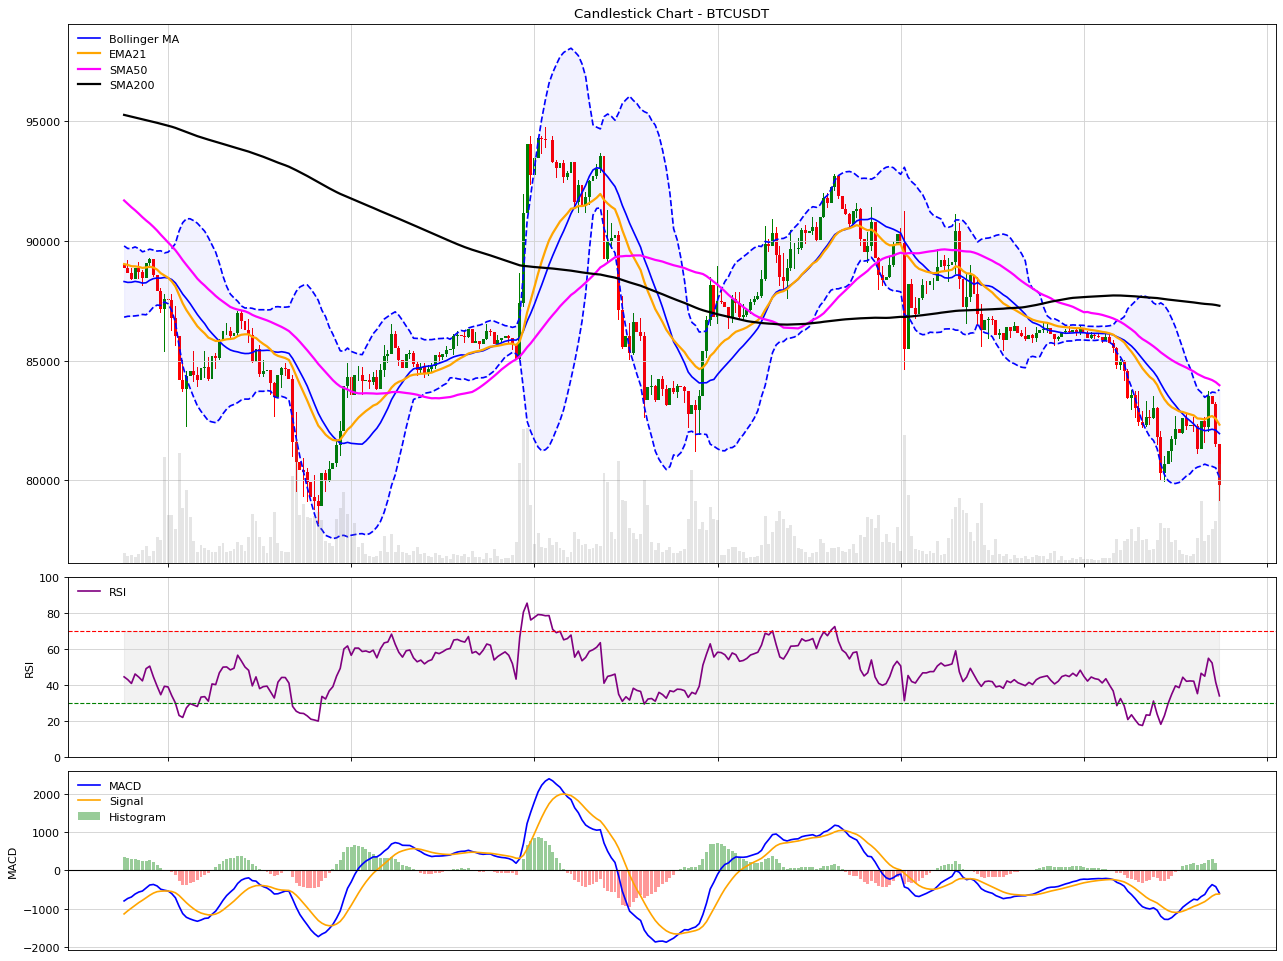 Candlestick Chart - BTCUSDT
Bollinger MA
EMA21
SMA50
SMA200
95000
90000
85000
80000
100
80
60
40
20
0
RSI
RSI
2000
1000
0
−1000
−2000
MACD
MACD
Signal
Histogram